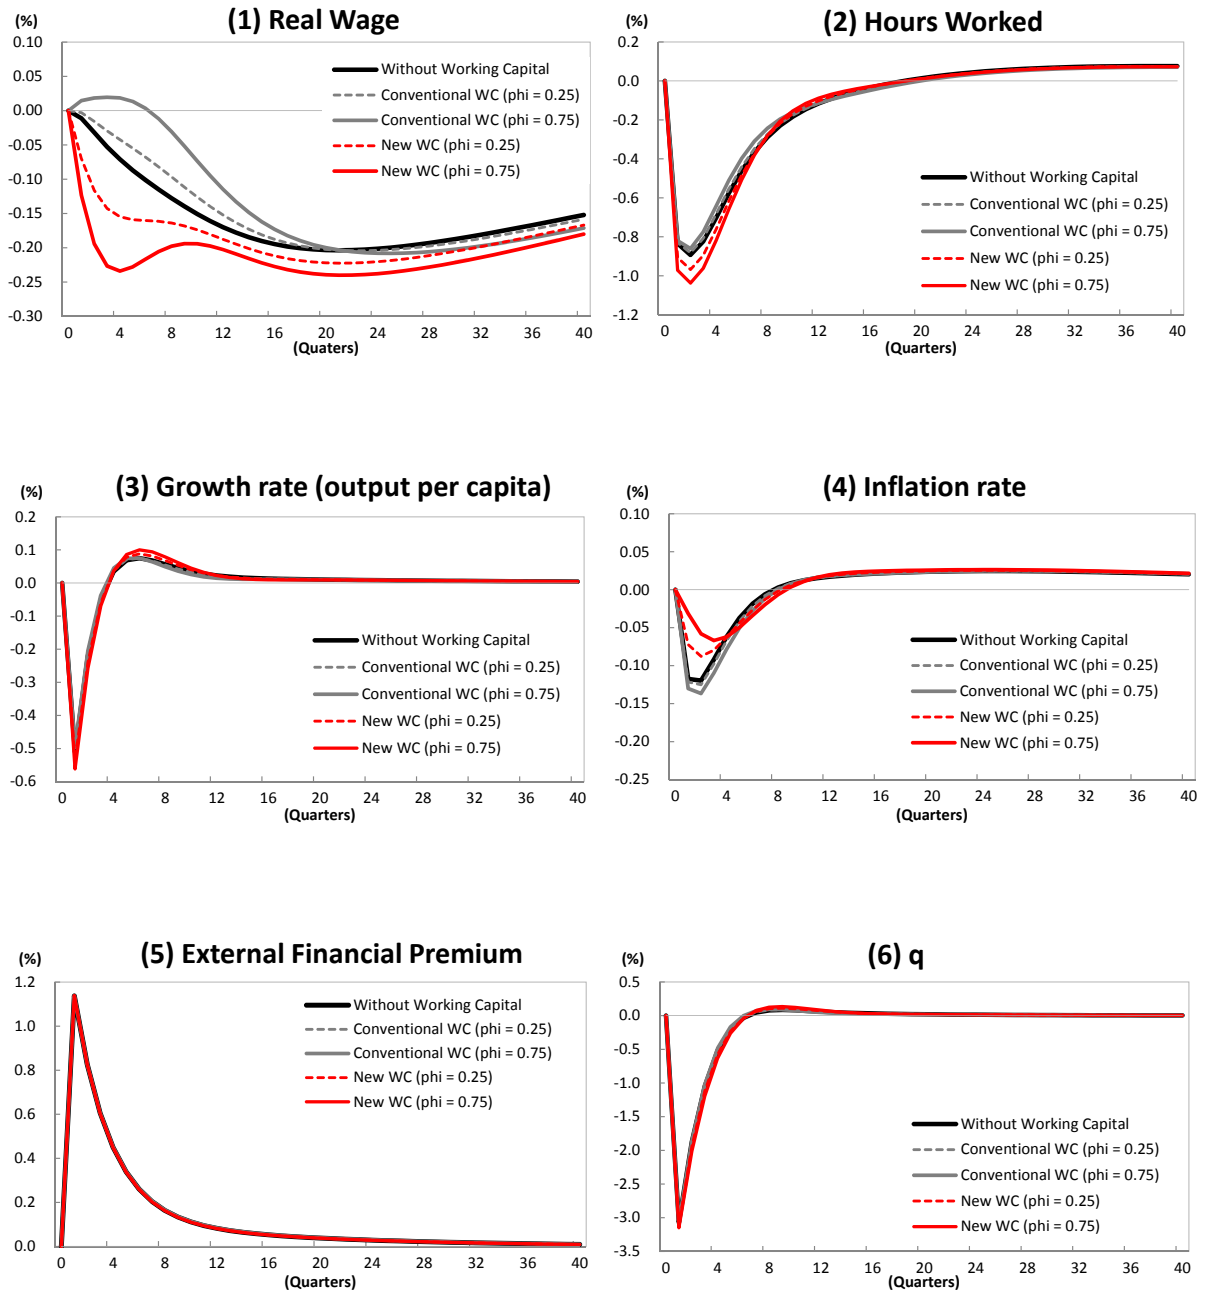 (1) Real Wage
(%)
0.10
0.00
-0.05
-0.10
-0.15
-0.20
-0.25
-0.30
Without Working Capital
Conventional WC (phi = 0.25)
Conventional WC (phi = 0.75)
New WC (phi = 0.25)
New WC (phi = 0.75)
0 4 8 12 16 20 24 28 32 36 40
(Quaters)
(2) Hours Worked
(%)
0.2
0.0
-0.2
-0.4
-0.6
-0.8
-1.0
-1.2
Without Working Capital
Conventional WC (phi = 0.25)
Conventional WC (phi = 0.75)
New WC (phi = 0.25)
New WC (phi = 0.75)
0 4 8 12 16 20 24 28 32 36 40
(Quarters)
(3) Growth rate (output per capita)
(%)
0.2
0.1
0.0
-0.1
-0.2
-0.3
-0.4
-0.5
-0.6
Without Working Capital
Conventional WC (phi = 0.25)
Conventional WC (phi = 0.75)
New WC (phi = 0.25)
New WC (phi = 0.75)
0 4 8 12 16 20 24 28 32 36 40
(Quarters)
(4) Inflation rate
(%)
0.10
0.05
0.00
-0.05
-0.10
-0.15
-0.20
-0.25
Without Working Capital
Conventional WC (phi = 0.25)
Conventional WC (phi = 0.75)
New WC (phi = 0.25)
New WC (phi = 0.75)
0 4 8 12 16 20 24 28 32 36 40
(Quarters)
(5) External Financial Premium
(%)
1.2
1.0
0.8
0.6
0.4
0.2
0.0
Without Working Capital
Conventional WC (phi = 0.25)
Conventional WC (phi = 0.75)
New WC (phi = 0.25)
New WC (phi = 0.75)
0 4 8 12 16 20 24 28 32 36 40
(Quarters)
(6) q
(%)
0.5
0.0
-0.5
-1.0
-1.5
-2.0
-2.5
-3.0
-3.5
Without Working Capital
Conventional WC (phi = 0.25)
Conventional WC (phi = 0.75)
New WC (phi = 0.25)
New WC (phi = 0.75)
0 4 8 12 16 20 24 28 32 36 40
(Quarters)